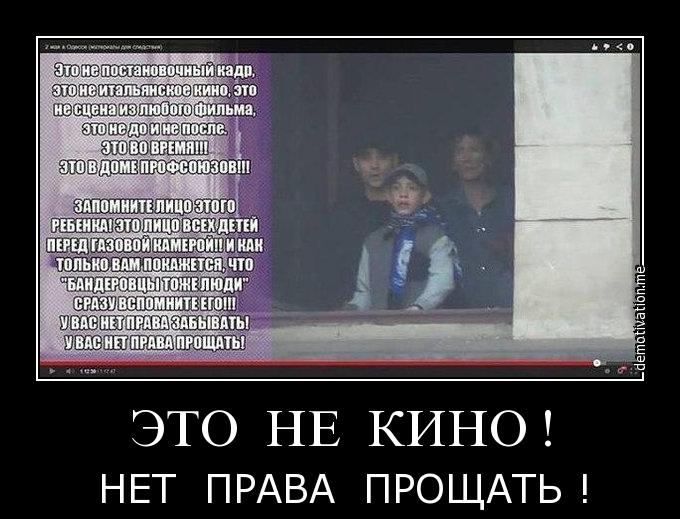 2 мая в Одессе (материалы для следствия)
Это не постановочный кадр,
это не итальянское кино, это
не сцена из любого фильма,
это не до и не после.
ЭТО ВО ВРЕМЯ!!!
ЭТО В ДОМЕ ПРОФСОЮЗОВ!!!
ЗАПОМНИТЕ ЛИЦО ЭТОГО
РЕБЕНКА! ЭТО ЛИЦО ВСЕХ ДЕТЕЙ
ПЕРЕД ГАЗОВОЙ КАМЕРОЙ!! И КАК
ТОЛЬКО ВАМ ПОКАЖЕТСЯ, ЧТО
"БАНДЕРОВЦЫ ТОЖЕ ЛЮДИ"
СРАЗУ ВСПОМНИТЕ ЕГО!!!
У ВАС НЕТ ПРАВА ЗАБЫВАТЬ!
У ВАС НЕТ ПРАВА ПРОЩАТЬ!
demotivation.me
ЭТО НЕ КИНО !
НЕТ ПРАВА ПРОЩАТЬ !